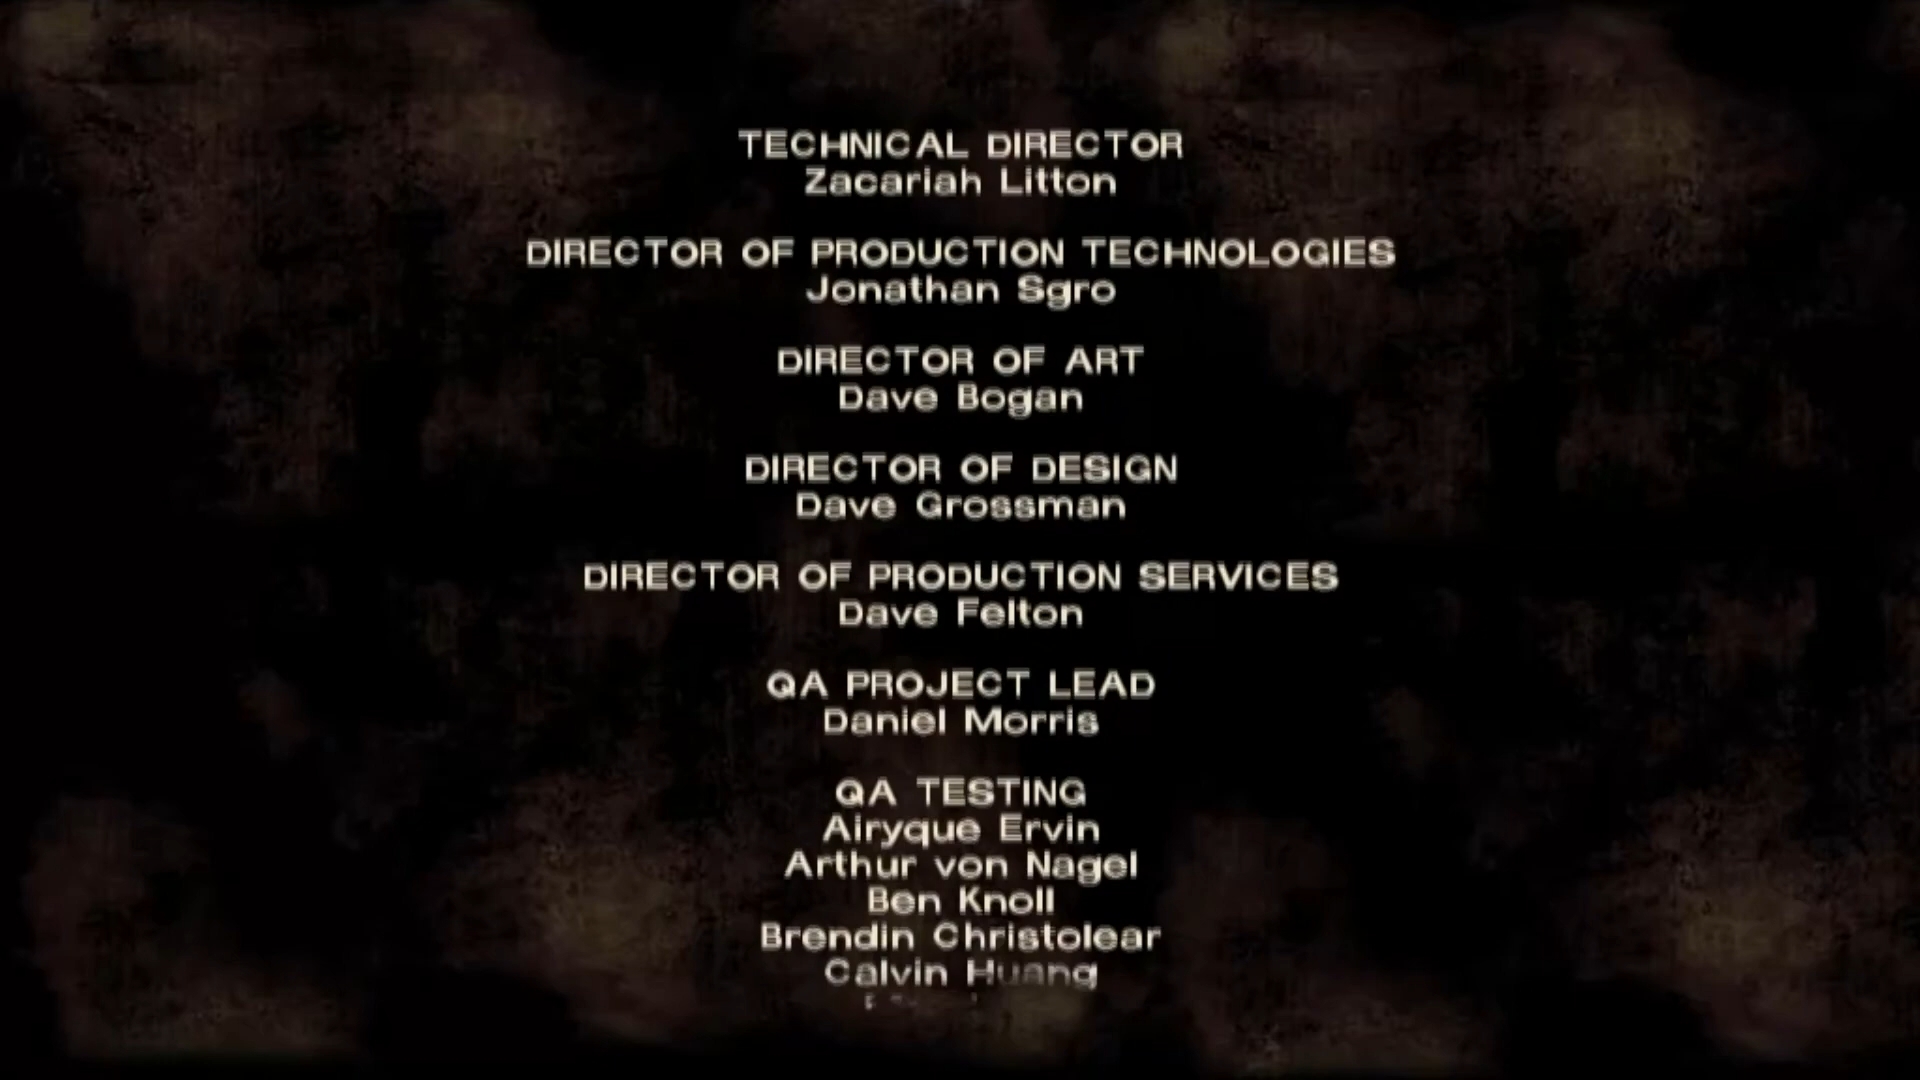 TECHNICAL DIRECTOR
Zacariah Litton
DIRECTOR OF PRODUCTION TECHNOLOGIES
Jonathan Sgro
DIRECTOR OF ART
Dave Bogan
DIRECTOR OF DESIGN
Dave Grossman
DIRECTOR OF PRODUCTION SERVICES
Dave Felton
QA PROJECT LEAD
Daniel Morris
QA TESTING
Airyque Ervin
Arthur von Nagel
Ben Knoll
Brendin Christolear
Calvin Huang